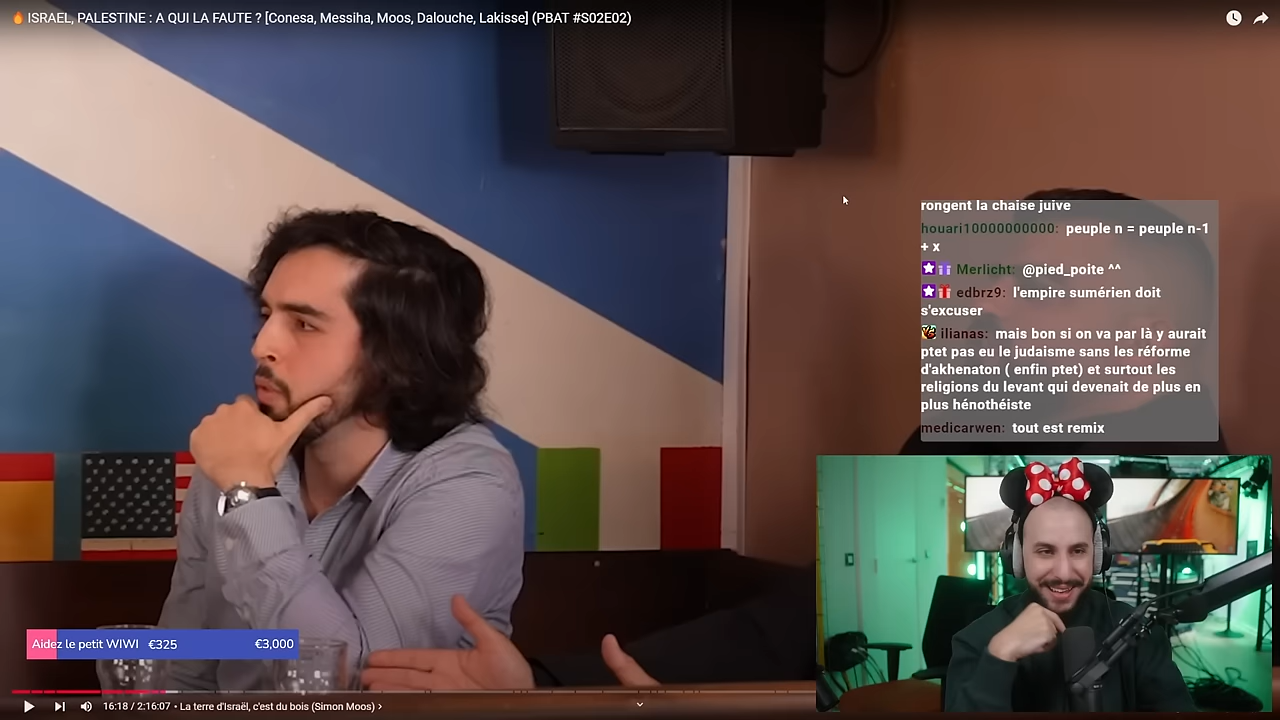 🔥 ISRAEL, PALESTINE : A QUI LA FAUTE ? [Conesa, Messiha, Moos, Dalouche, Lakisse] (PBAT #S02E02)
rongent la chaise juive
houari10000000000: peuple n = peuple n-1
+ x
Merlicht: @pied_poite ^^
edbrz9: l'empire sumérien doit
s'excuser
ilianas: mais bon si on va par là y aurait
ptet pas eu le judaisme sans les réforme
d'akhenaton ( enfin ptet) et surtout les
religions du levant qui devenait de plus en
plus hénothéiste
medicarwen: tout est remix
Aidez le petit WIWI €325 €3,000
16:18 / 2:16:07 • La terre d'Israël, c'est du bois (Simon Moos) ›